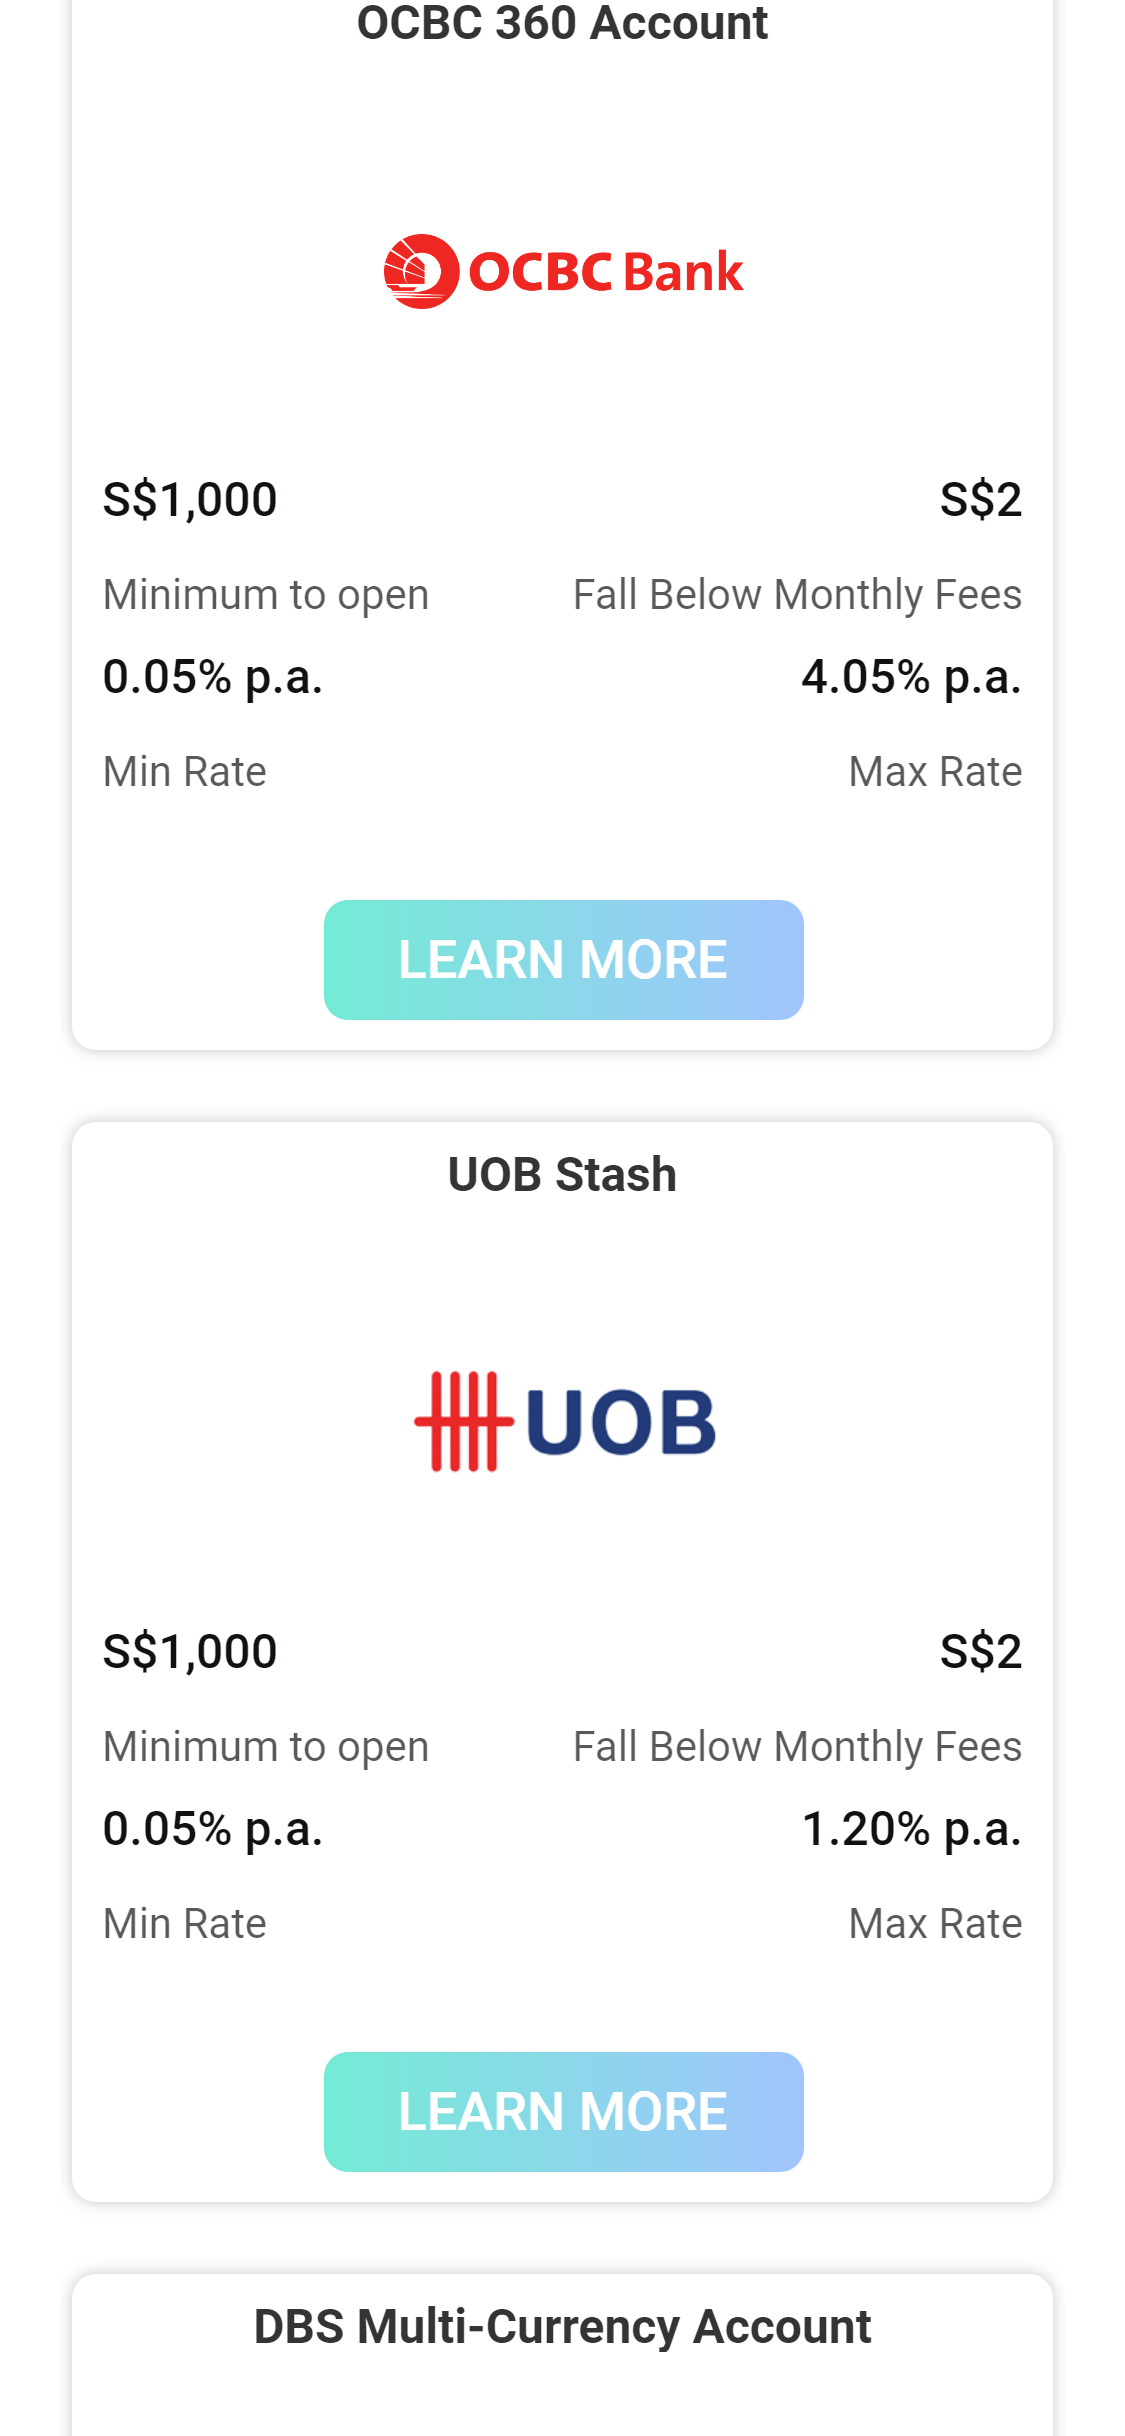 OCBC 360 Account
OCBC Bank
S$1,000 S$2
Minimum to open Fall Below Monthly Fees
0.05% p.a. 4.05% p.a.
Min Rate Max Rate
LEARN MORE
UOB Stash
UOB
S$1,000 S$2
Minimum to open Fall Below Monthly Fees
0.05% p.a. 1.20% p.a.
Min Rate Max Rate
LEARN MORE
DBS Multi-Currency Account